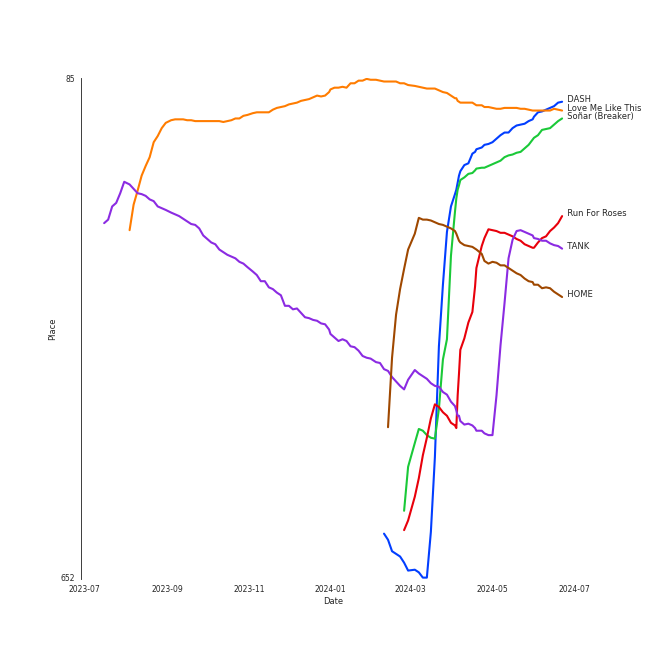 85
DASH
Love Me Like This
Soñar (Breaker)
Run For Roses
TANK
HOME
Place
652
2023-07
2023-09
2023-11
2024-01
2024-03
2024-05
2024-07
Date